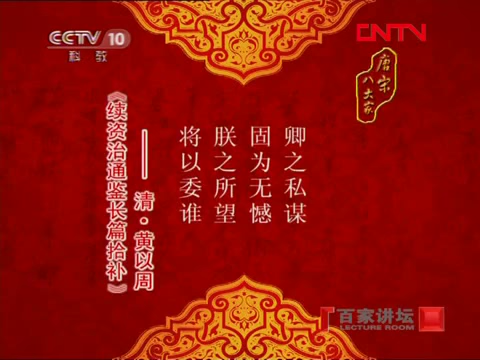 CCTV 10
科教
CNTV
唐宋
八大家
卿之私谋
固为无憾
朕之所望
将以委谁
——清·黄以周
《续资治通鉴长篇拾补》
百家讲坛
LECTURE ROOM